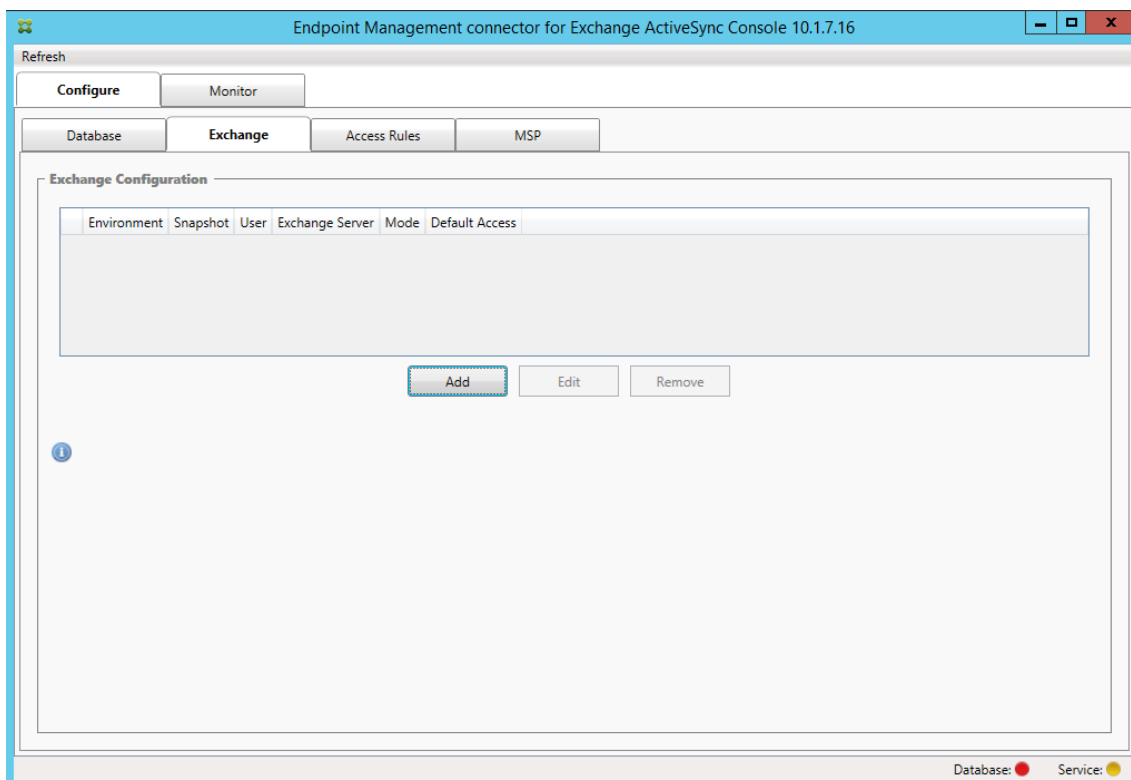 Endpoint Management connector for Exchange ActiveSync Console 10.1.7.16
Refresh
Configure Monitor
Database Exchange Access Rules MSP
Exchange Configuration
Environment Snapshot User Exchange Server Mode Default Access
Add Edit Remove
Database: Service: